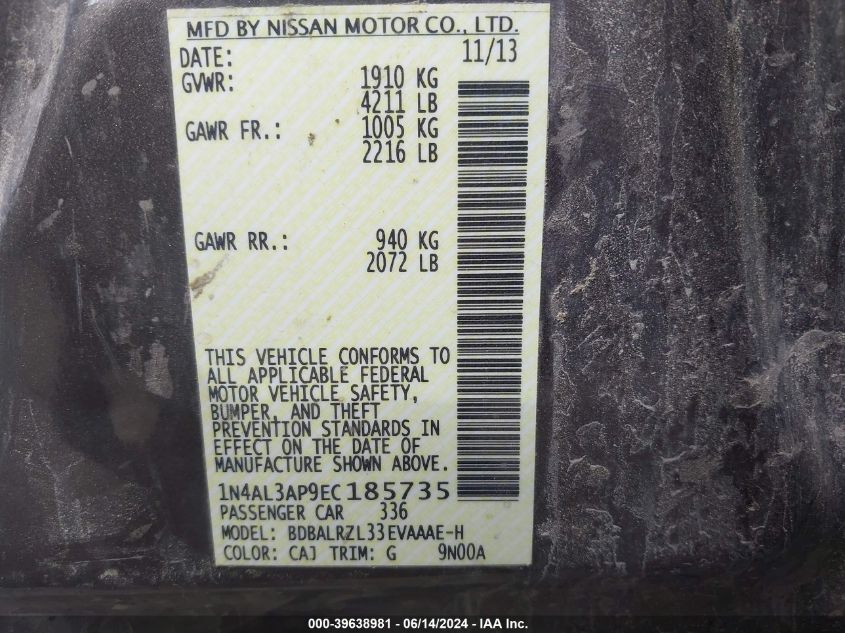 MFD BY NISSAN MOTOR CO., LTD.
DATE: 11/13
GVWR: 1910 KG
4211 LB
GAWR FR.: 1005 KG
2216 LB
GAWR RR.: 940 KG
2072 LB
THIS VEHICLE CONFORMS TO
ALL APPLICABLE FEDERAL
MOTOR VEHICLE SAFETY,
BUMPER, AND THEFT
PREVENTION STANDARDS IN
EFFECT ON THE DATE OF
MANUFACTURE SHOWN ABOVE.
1N4AL3AP9EC185735
PASSENGER CAR 336
MODEL: BDBALRZL33EVAAAE-H
COLOR: CAJ TRIM: G 9N00A
000-39638981 - 06/14/2024 - IAA Inc.